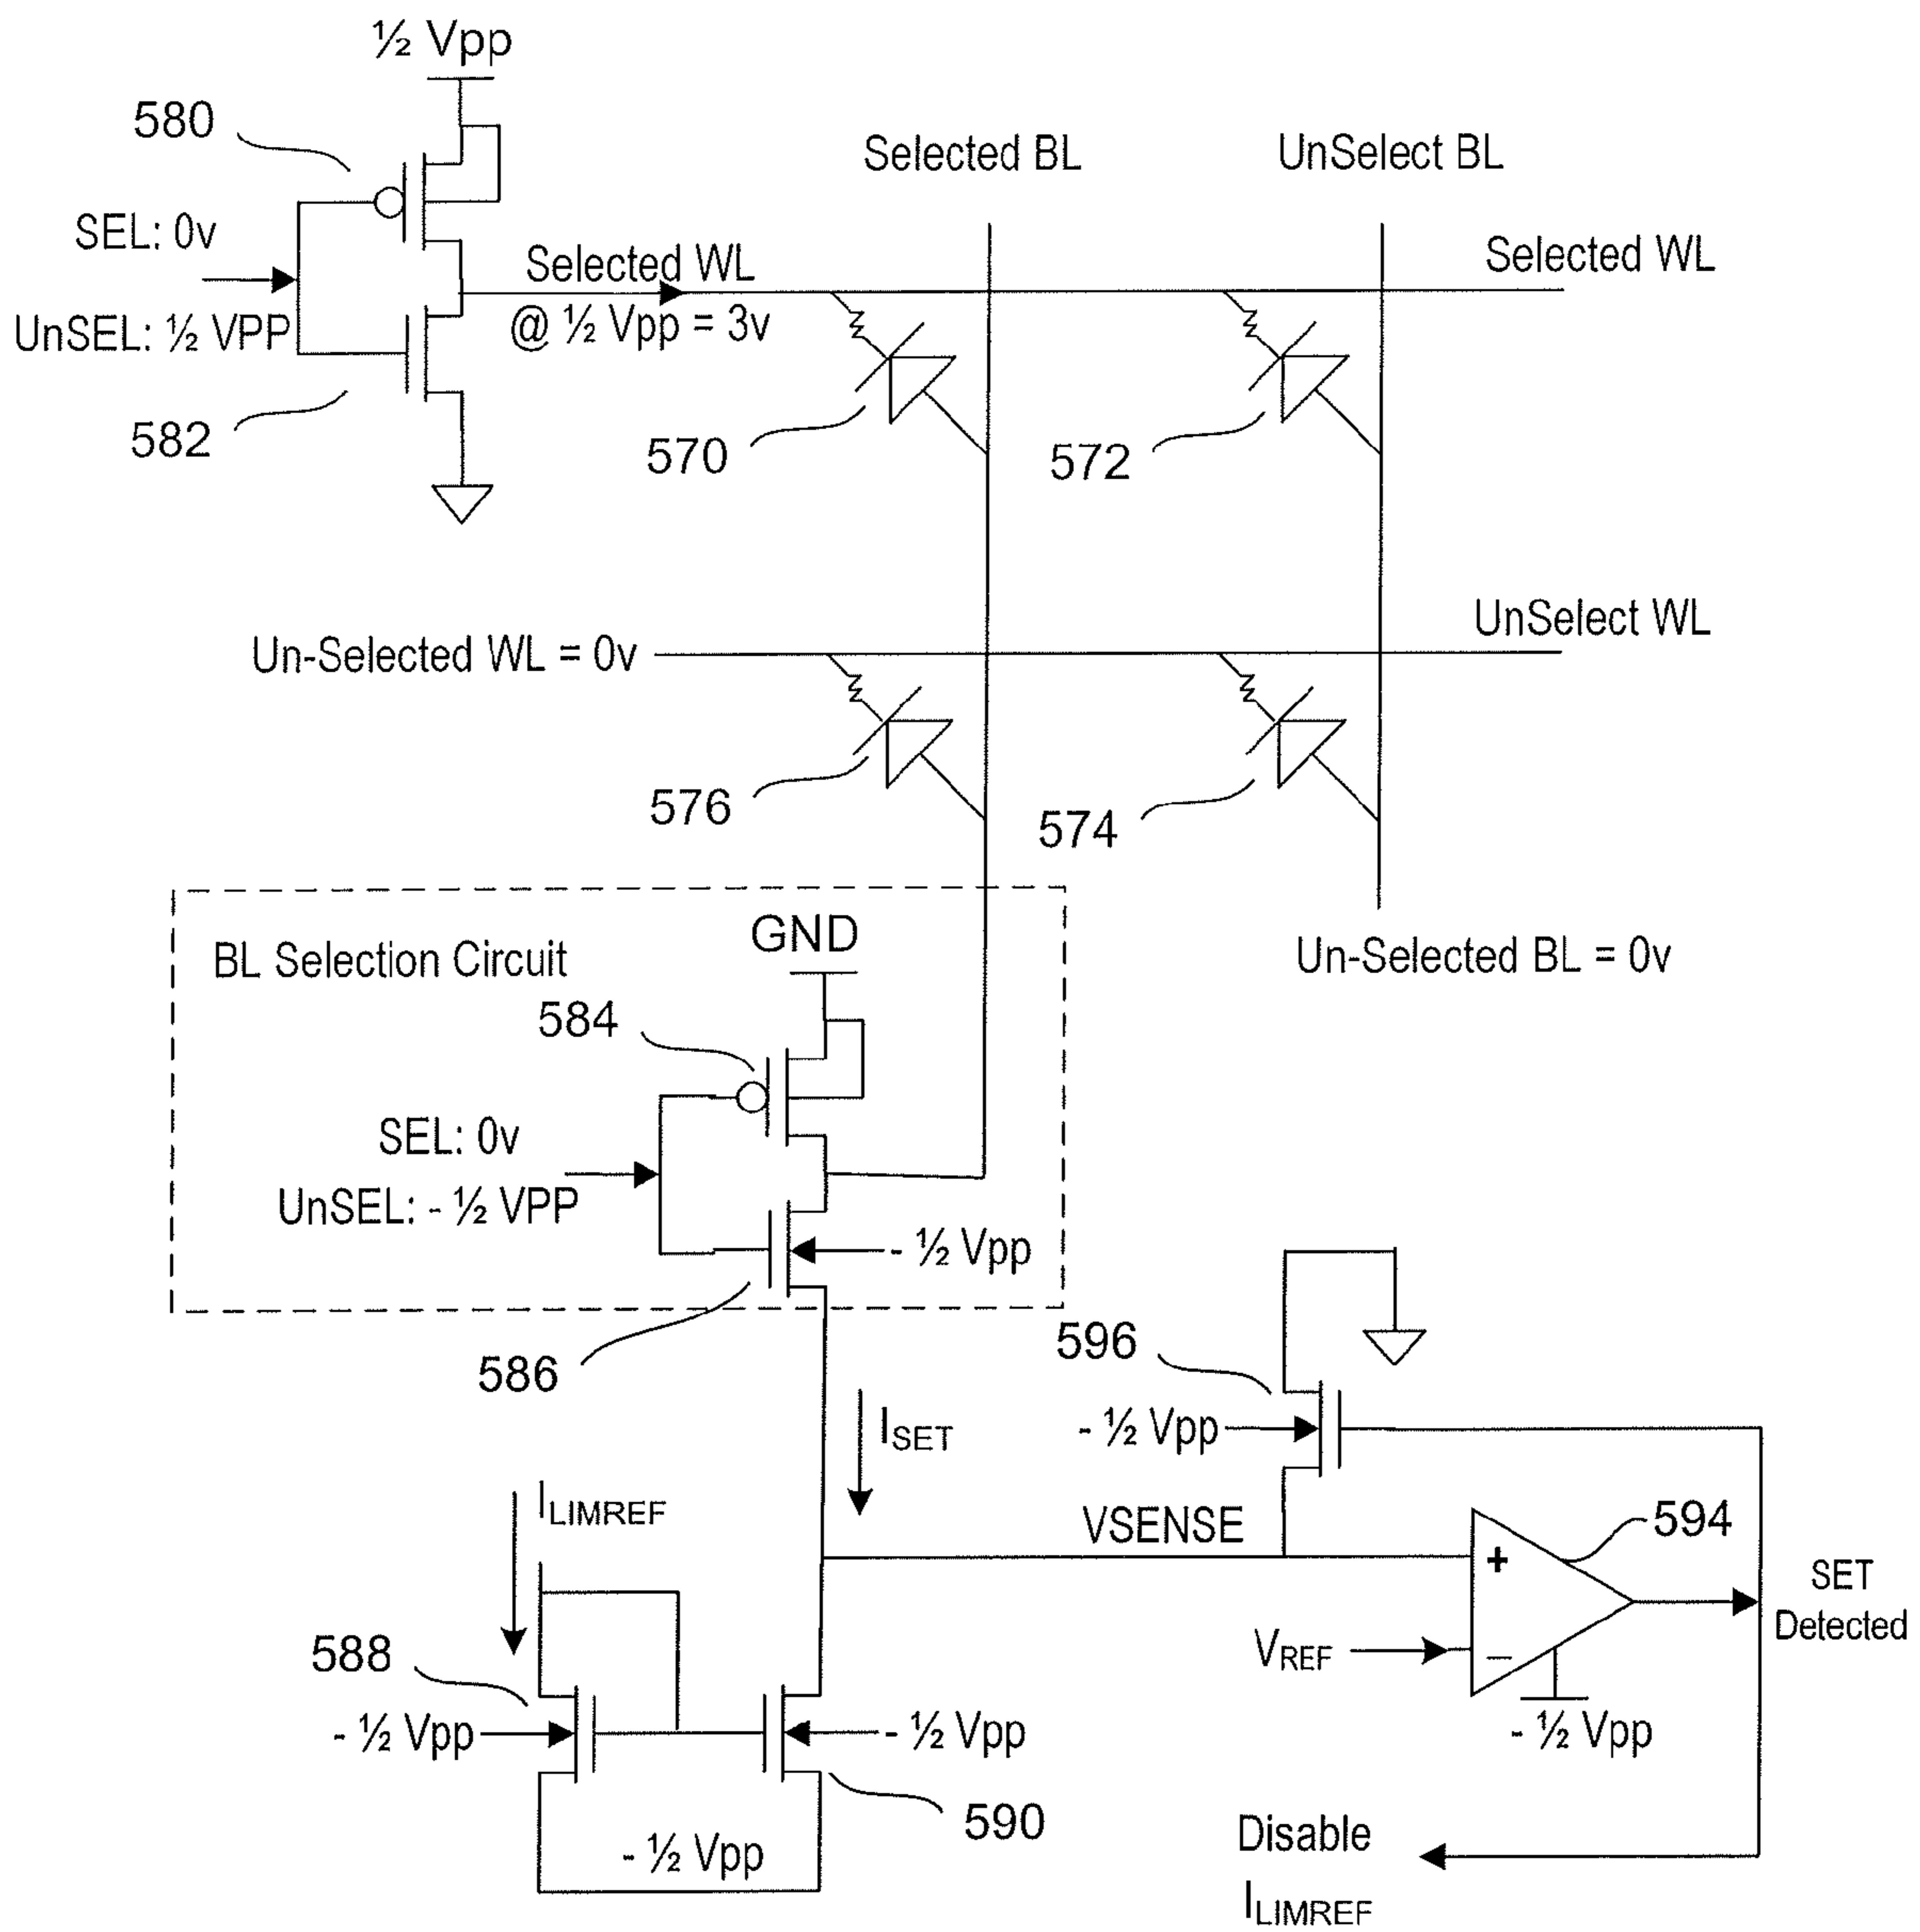 ½ Vpp
580
Selected BL
UnSelect BL
SEL: 0v
Selected WL
Selected WL
UnSEL: ½ VPP
@ ½ Vpp = 3v
582
570
572
Un-Selected WL = 0v
UnSelect WL
576
574
BL Selection Circuit
GND
Un-Selected BL = 0v
584
SEL: 0v
UnSEL: - ½ VPP
- ½ Vpp
586
596
- ½ Vpp
ISET
ILIMREF
VSENSE
594
+
SET
Detected
588
VREF
–
- ½ Vpp
- ½ Vpp
- ½ Vpp
590
- ½ Vpp
Disable
ILIMREF